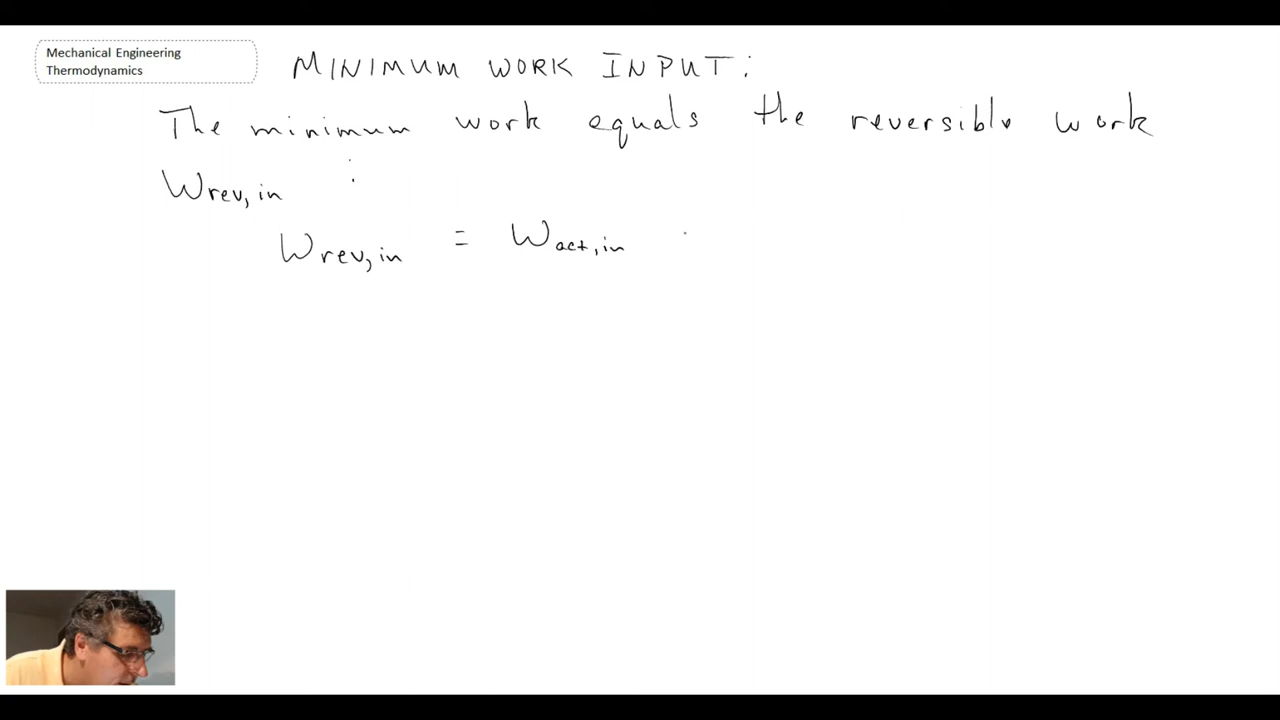 Mechanical Engineering
Thermodynamics
MINIMUM WORK INPUT:
The minimum work equals the reversible work
Wrev,in :
Wrev,in = Wact,in